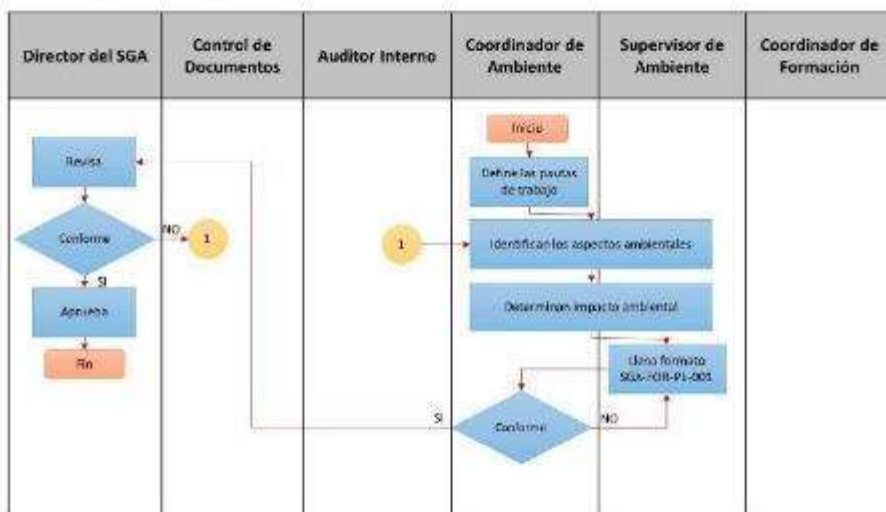 Director del SGA
Control de
Documentos
Auditor Interno
Coordinador de
Ambiente
Supervisor de
Ambiente
Coordinador de
Formación
Inicio
Define las pautas
de trabajo
Revisa
Conforme
NO
1
1
Identifican los aspectos ambientales
SI
Aprueba
Determinan impacto ambiental
Fin
Llena formato
SGA-FOR-PL-001
SI
Conforme
NO